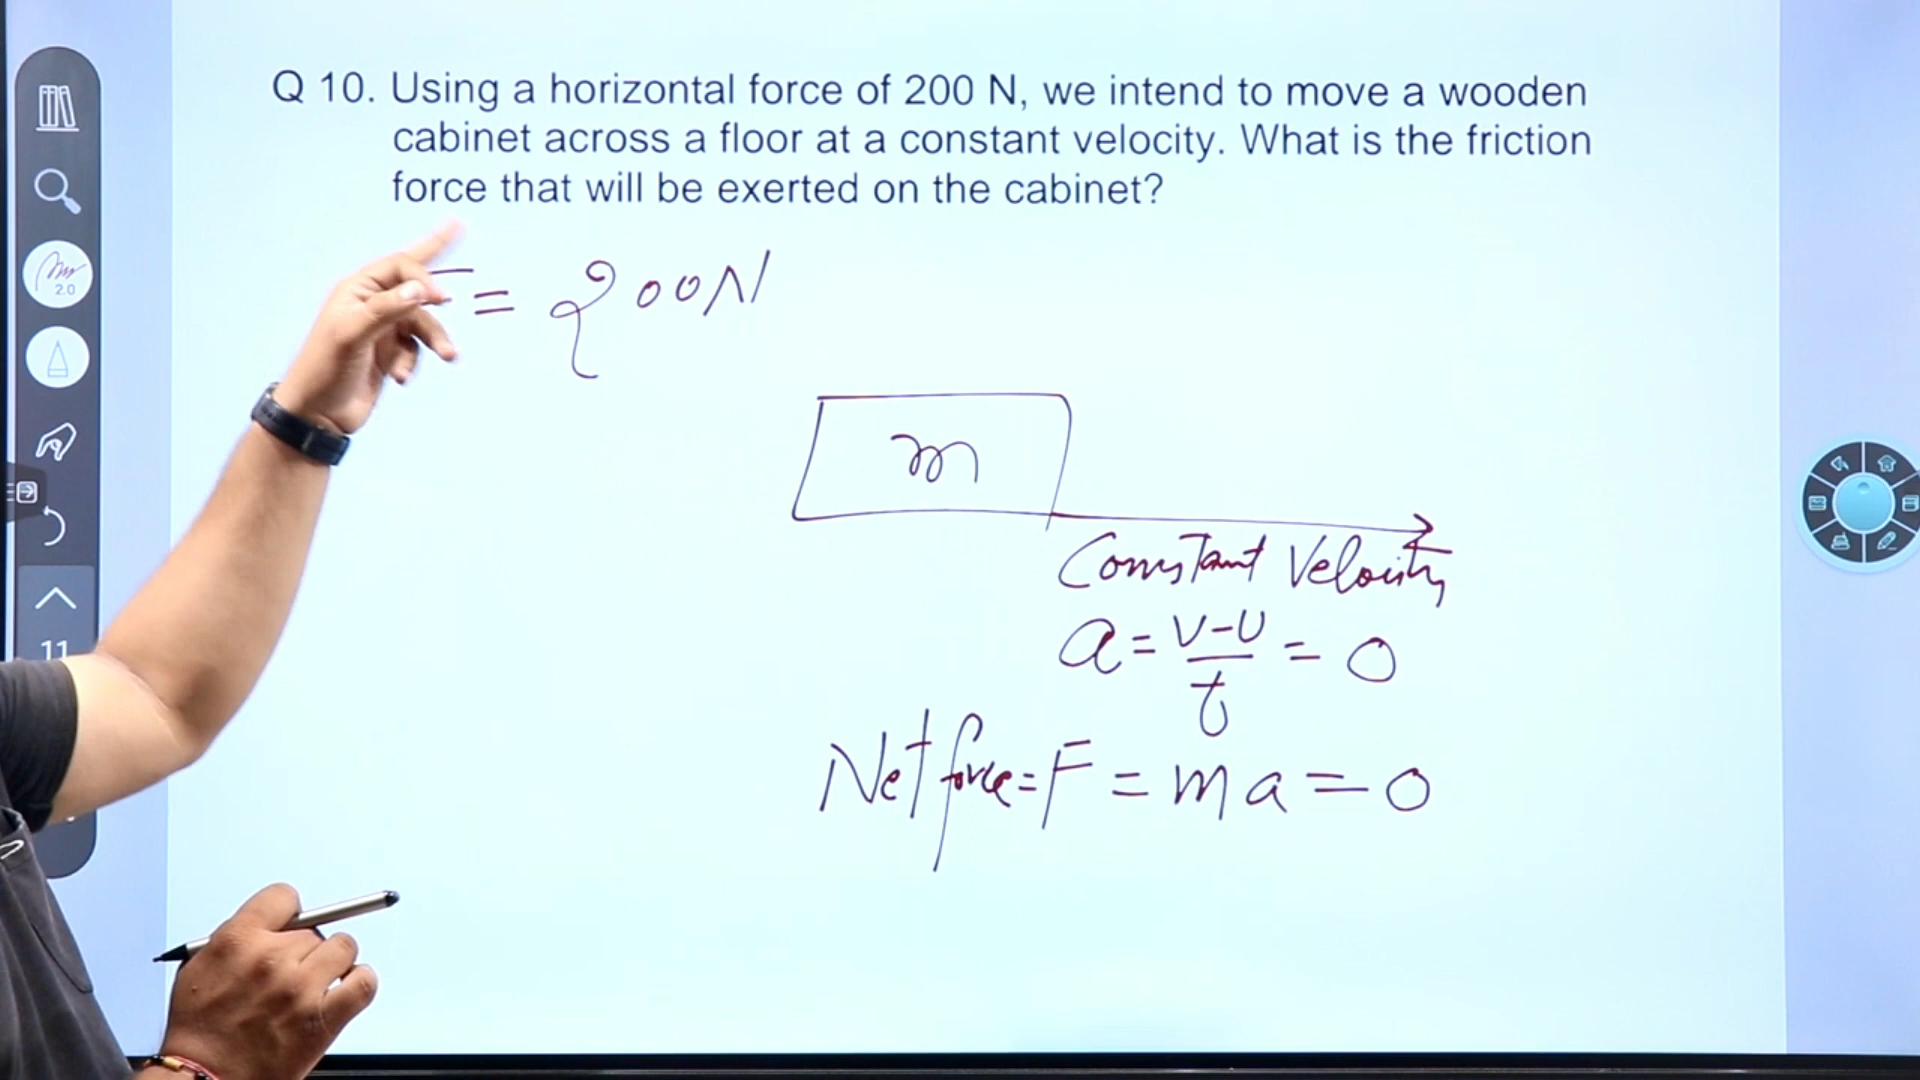 Q 10. Using a horizontal force of 200 N, we intend to move a wooden
cabinet across a floor at a constant velocity. What is the friction
force that will be exerted on the cabinet?
= 200N
m
Constant Velocity
a = v-u/t = 0
Net force = F = ma = 0
2.0
11